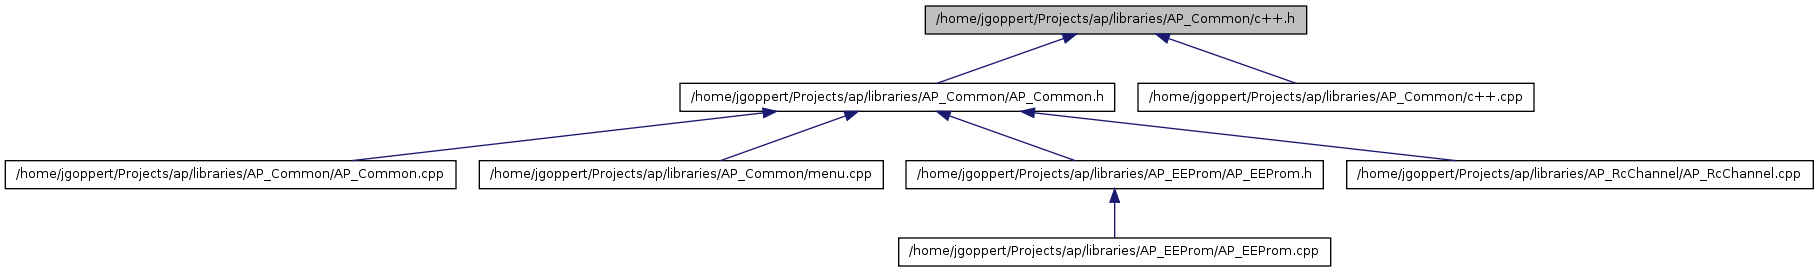 /home/jgoppert/Projects/ap/libraries/AP_Common/c++.h
/home/jgoppert/Projects/ap/libraries/AP_Common/AP_Common.h
/home/jgoppert/Projects/ap/libraries/AP_Common/c++.cpp
/home/jgoppert/Projects/ap/libraries/AP_Common/AP_Common.cpp
/home/jgoppert/Projects/ap/libraries/AP_Common/menu.cpp
/home/jgoppert/Projects/ap/libraries/AP_EEProm/AP_EEProm.h
/home/jgoppert/Projects/ap/libraries/AP_RcChannel/AP_RcChannel.cpp
/home/jgoppert/Projects/ap/libraries/AP_EEProm/AP_EEProm.cpp